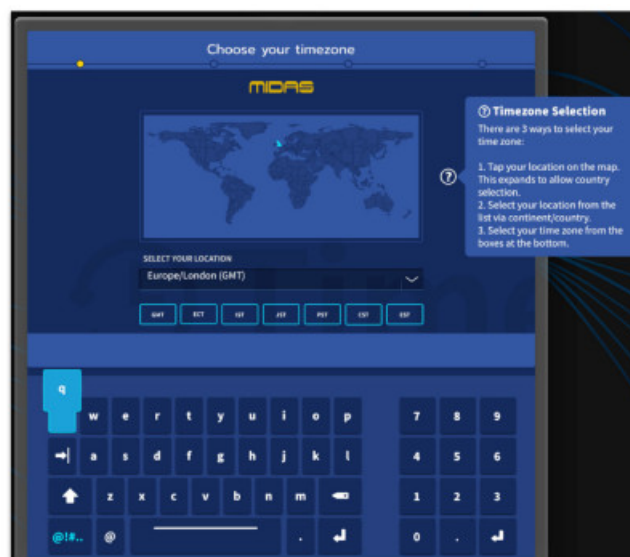 Choose your timezone
MIDAS
? Timezone Selection
There are 3 ways to select your
time zone:
1. Tap your location on the map.
This expands to allow country
selection.
2. Select your location from the
list via continent/country.
3. Select your time zone from the
boxes at the bottom.
?
SELECT YOUR LOCATION
Europe/London (GMT)
GMT ECT IST JST PST CST EST
q w e r t y u i o p 7 8 9
a s d f g h j k l 4 5 6
z x c v b n m 1 2 3
@!#.. @ . 0 .